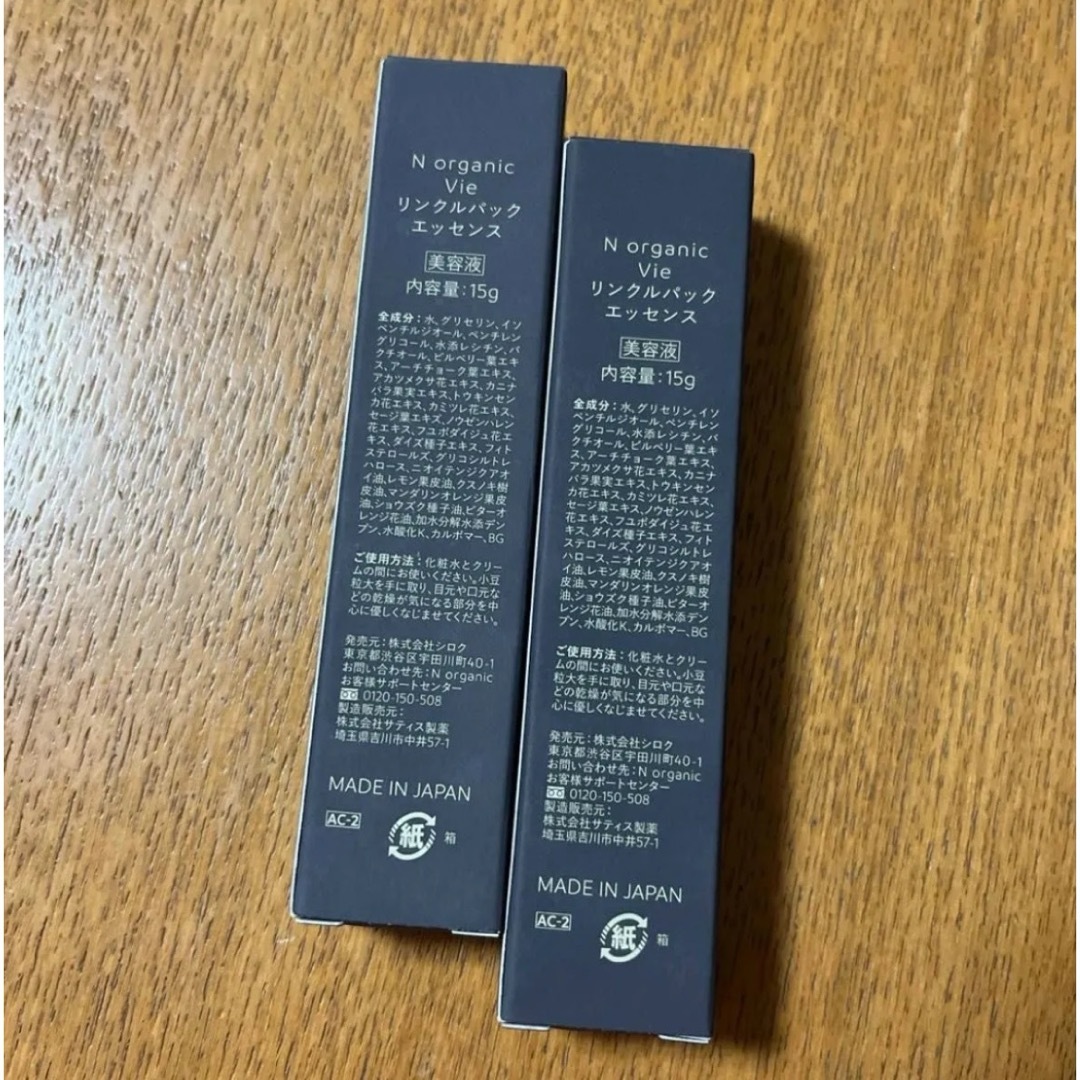 N organic
Vie
リンクルパック
エッセンス
美容液
内容量：15g
全成分：水、グリセリン、イソ
ペンチルジオール、ペンチレン
グリコール、水添レシチン、バ
クチオール、ビルベリー葉エキ
ス、アーチチョーク葉エキス、
アカツメクサ花エキス、カニナ
バラ果実エキス、トウキンセン
カ花エキス、カミツレ花エキス、
セージ葉エキス、ノウゼンハレン
花エキス、フユボダイジュ花エ
キス、ダイズ種子エキス、フィト
ステロールズ、グリコシルトレ
ハロース、ニオイテンジクアオ
イ油、レモン果皮油、クスノキ樹
皮油、マンダリンオレンジ果皮
油、ショウズク種子油、ビターオ
レンジ花油、加水分解水添デン
プン、水酸化K、カルボマー、BG
ご使用方法：化粧水とクリー
ムの間にお使いください。小豆
粒大を手に取り、目元や口元な
どの乾燥が気になる部分を中
心に優しくなじませてください。
発売元：株式会社シロク
東京都渋谷区宇田川町40-1
お問い合わせ先：N organic
お客様サポートセンター
0120-150-508
製造販売元：
株式会社サティス製薬
埼玉県吉川市中井57-1
MADE IN JAPAN
AC-2
紙
箱
N organic
Vie
リンクルパック
エッセンス
美容液
内容量：15g
全成分：水、グリセリン、イソ
ペンチルジオール、ペンチレン
グリコール、水添レシチン、バ
クチオール、ビルベリー葉エキ
ス、アーチチョーク葉エキス、
アカツメクサ花エキス、カニナ
バラ果実エキス、トウキンセン
カ花エキス、カミツレ花エキス、
セージ葉エキス、ノウゼンハレン
花エキス、フユボダイジュ花エ
キス、ダイズ種子エキス、フィト
ステロールズ、グリコシルトレ
ハロース、ニオイテンジクアオ
イ油、レモン果皮油、クスノキ樹
皮油、マンダリンオレンジ果皮
油、ショウズク種子油、ビターオ
レンジ花油、加水分解水添デン
プン、水酸化K、カルボマー、BG
ご使用方法：化粧水とクリー
ムの間にお使いください。小豆
粒大を手に取り、目元や口元な
どの乾燥が気になる部分を中
心に優しくなじませてください。
発売元：株式会社シロク
東京都渋谷区宇田川町40-1
お問い合わせ先：N organic
お客様サポートセンター
0120-150-508
製造販売元：
株式会社サティス製薬
埼玉県吉川市中井57-1
MADE IN JAPAN
AC-2
紙
箱